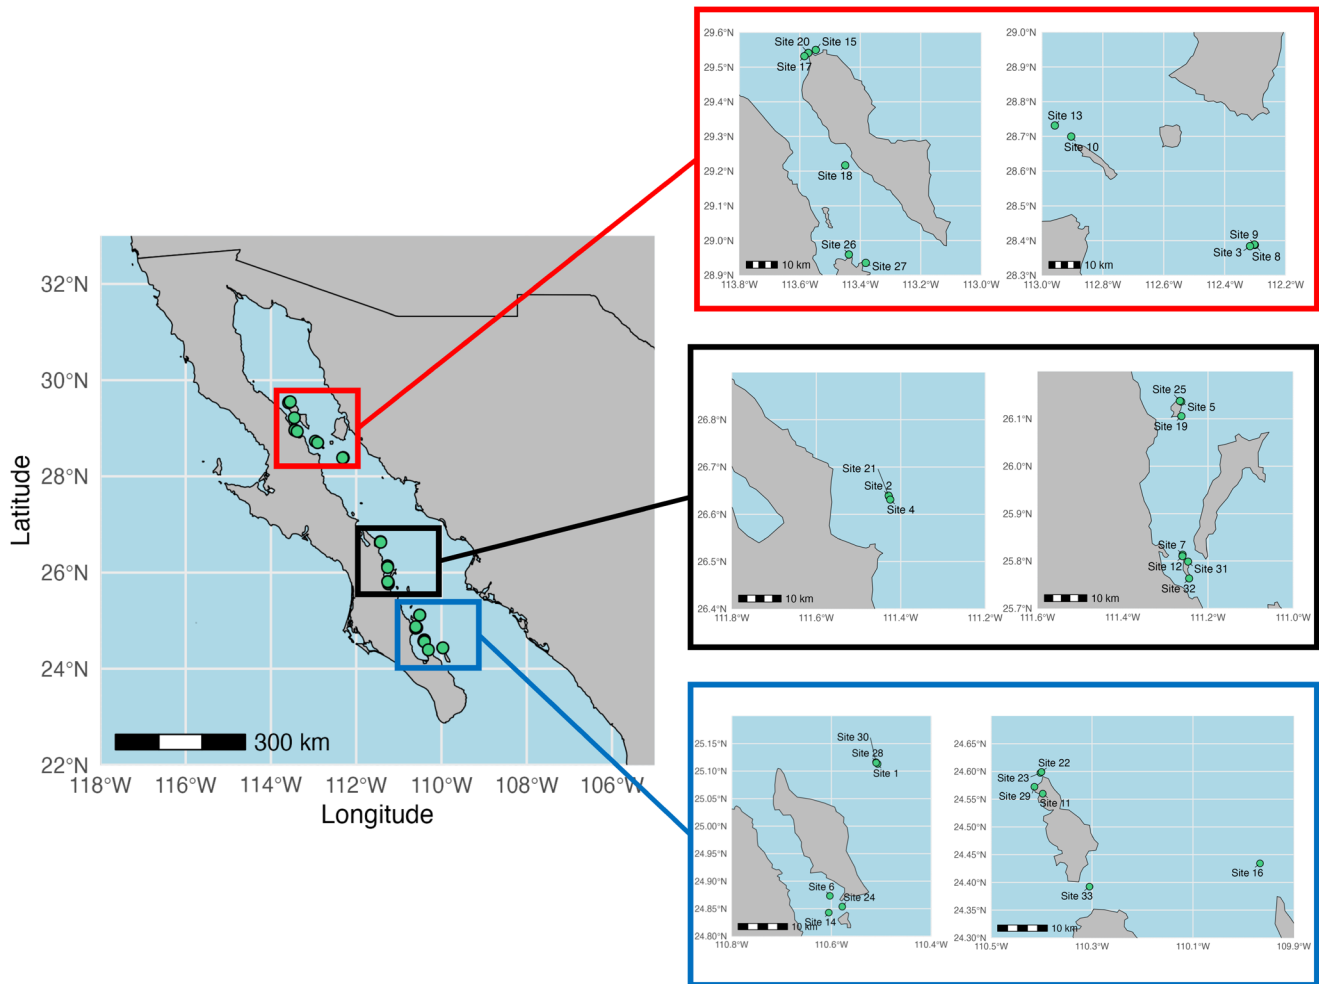 32°N
30°N
28°N
26°N
24°N
22°N
Latitude
300 km
118°W
116°W
114°W
112°W
110°W
108°W
106°W
Longitude
29.6°N
29.5°N
29.4°N
29.3°N
29.2°N
29.1°N
29.0°N
28.9°N
Site 20
Site 15
Site 17
Site 18
Site 26
Site 27
10 km
113.8°W
113.6°W
113.4°W
113.2°W
113.0°W
29.0°N
28.9°N
28.8°N
28.7°N
28.6°N
28.5°N
28.4°N
28.3°N
Site 13
Site 10
Site 9
Site 3
Site 8
10 km
113.0°W
112.8°W
112.6°W
112.4°W
112.2°W
26.8°N
26.7°N
26.6°N
26.5°N
26.4°N
Site 21
Site 2
Site 4
10 km
111.8°W
111.6°W
111.4°W
111.2°W
26.1°N
26.0°N
25.9°N
25.8°N
25.7°N
Site 25
Site 5
Site 19
Site 7
Site 12
Site 31
Site 32
10 km
111.6°W
111.4°W
111.2°W
111.0°W
25.15°N
25.10°N
25.05°N
25.00°N
24.95°N
24.90°N
24.85°N
24.80°N
Site 30
Site 28
Site 1
Site 6
Site 24
Site 14
10 km
110.8°W
110.6°W
110.4°W
24.65°N
24.60°N
24.55°N
24.50°N
24.45°N
24.40°N
24.35°N
24.30°N
Site 22
Site 23
Site 29
Site 11
Site 16
Site 33
10 km
110.5°W
110.3°W
110.1°W
109.9°W